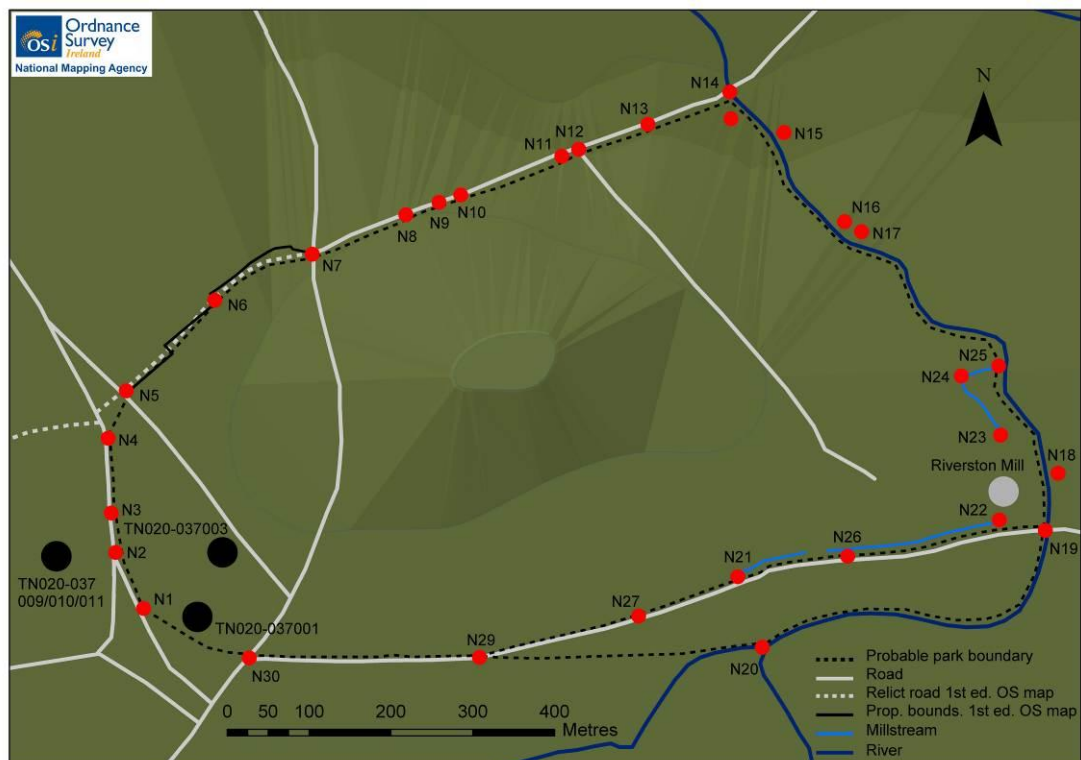 OSi Ordnance
Survey
Ireland
National Mapping Agency
N
N14
N13
N12
N11
N15
N10
N9
N8
N16
N17
N7
N6
N25
N24
N5
N4
N23
N18
Riverston Mill
N3
TN020-037003
N22
N2
N26
N19
TN020-037
009/010/011
N21
N1
TN020-037001
N27
N29
N20
N30
Probable park boundary
Road
Relict road 1st ed. OS map
Prop. bounds. 1st ed. OS map
Millstream
River
0 50 100 200 300 400
Metres